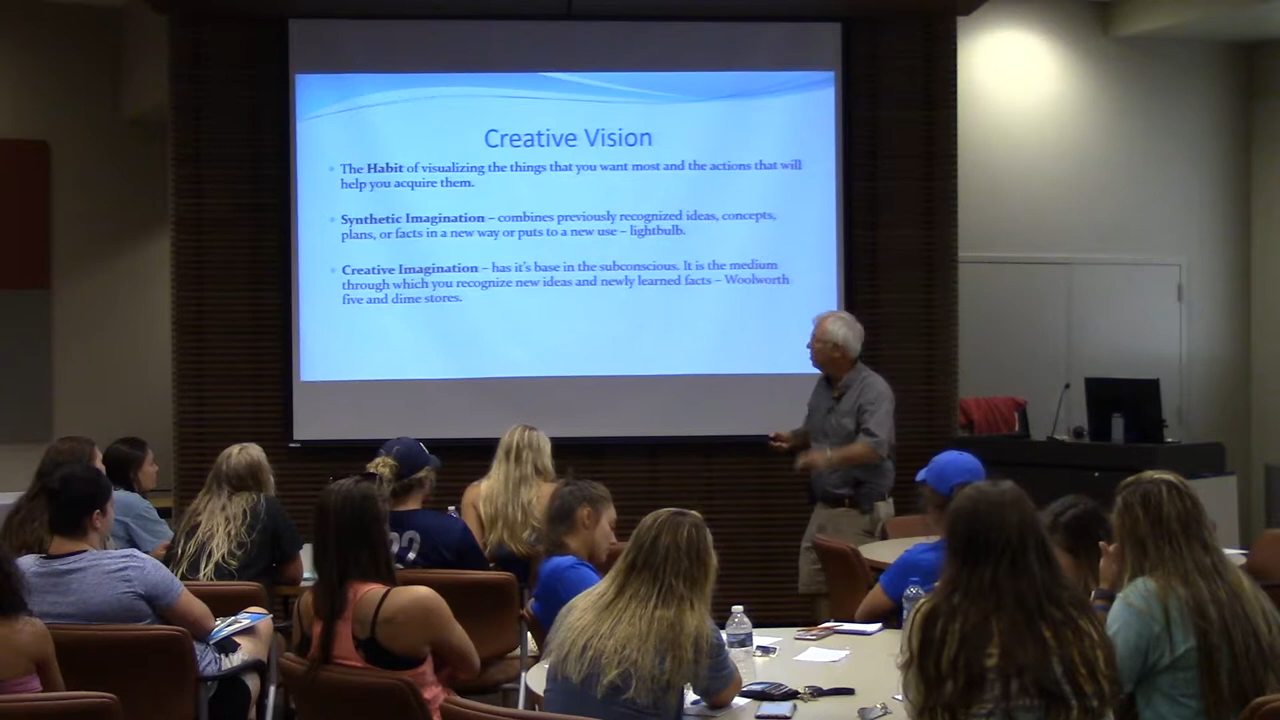 Creative Vision
The Habit of visualizing the things that you want most and the actions that will
help you acquire them.
Synthetic Imagination – combines previously recognized ideas, concepts,
plans, or facts in a new way or puts to a new use – lightbulb.
Creative Imagination – has it's base in the subconscious. It is the medium
through which you recognize new ideas and newly learned facts – Woolworth
five and dime stores.
22